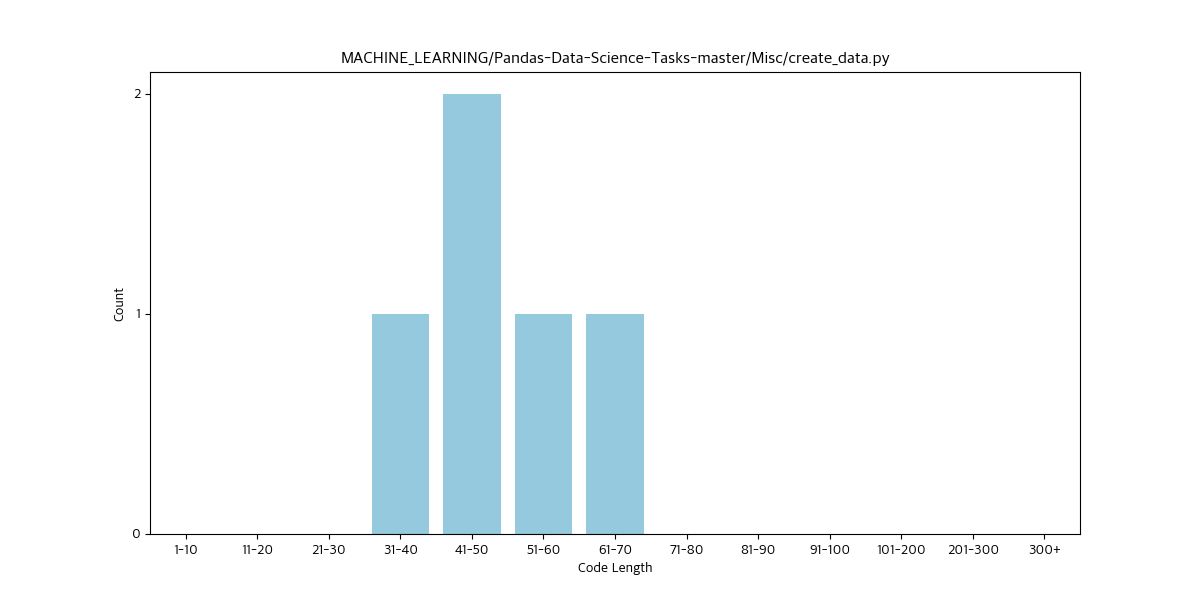 MACHINE_LEARNING/Pandas-Data-Science-Tasks-master/Misc/create_data.py
Count
2
1
0
1-10 11-20 21-30 31-40 41-50 51-60 61-70 71-80 81-90 91-100 101-200 201-300 300+
Code Length